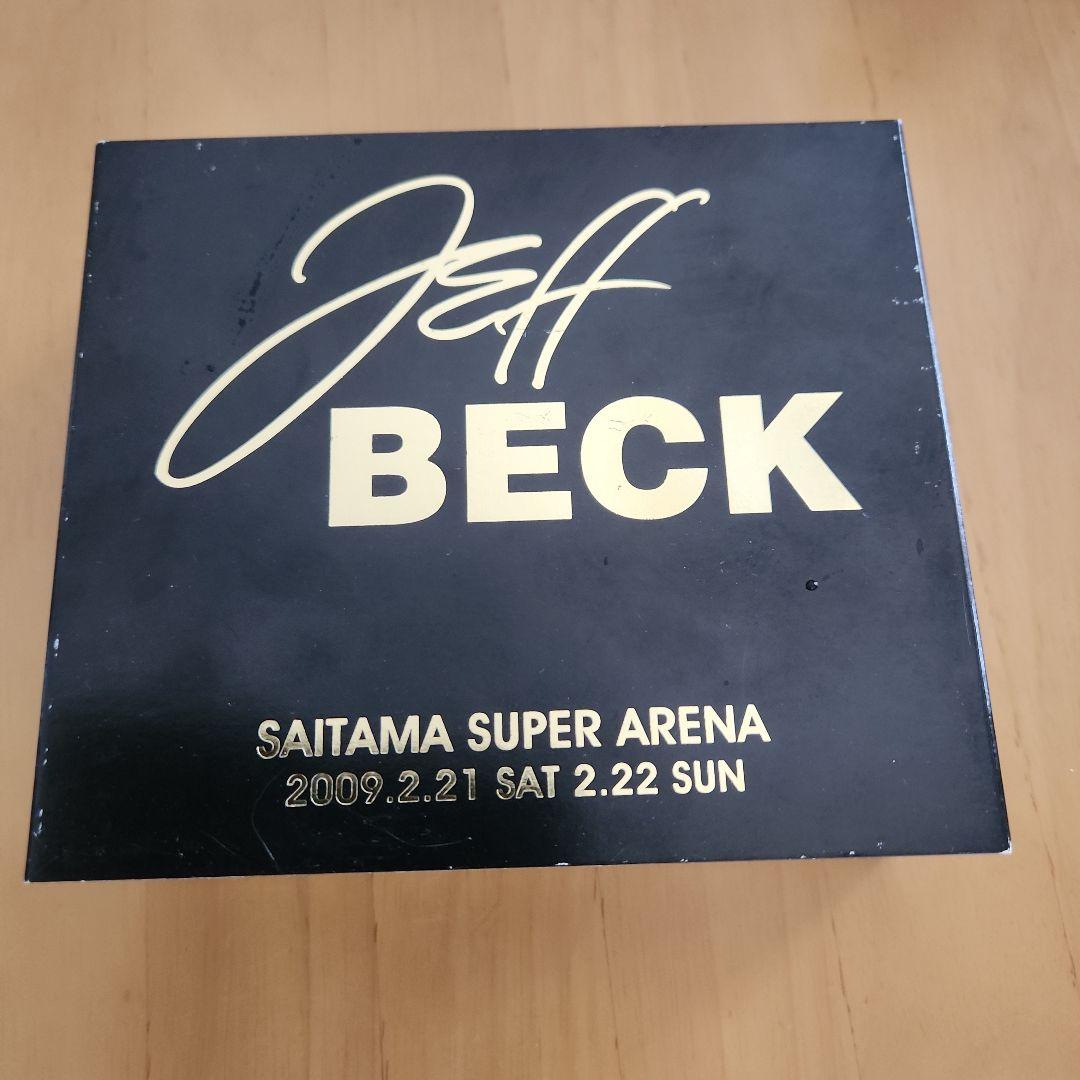 Jeff
BECK
SAITAMA SUPER ARENA
2009.2.21 SAT 2.22 SUN